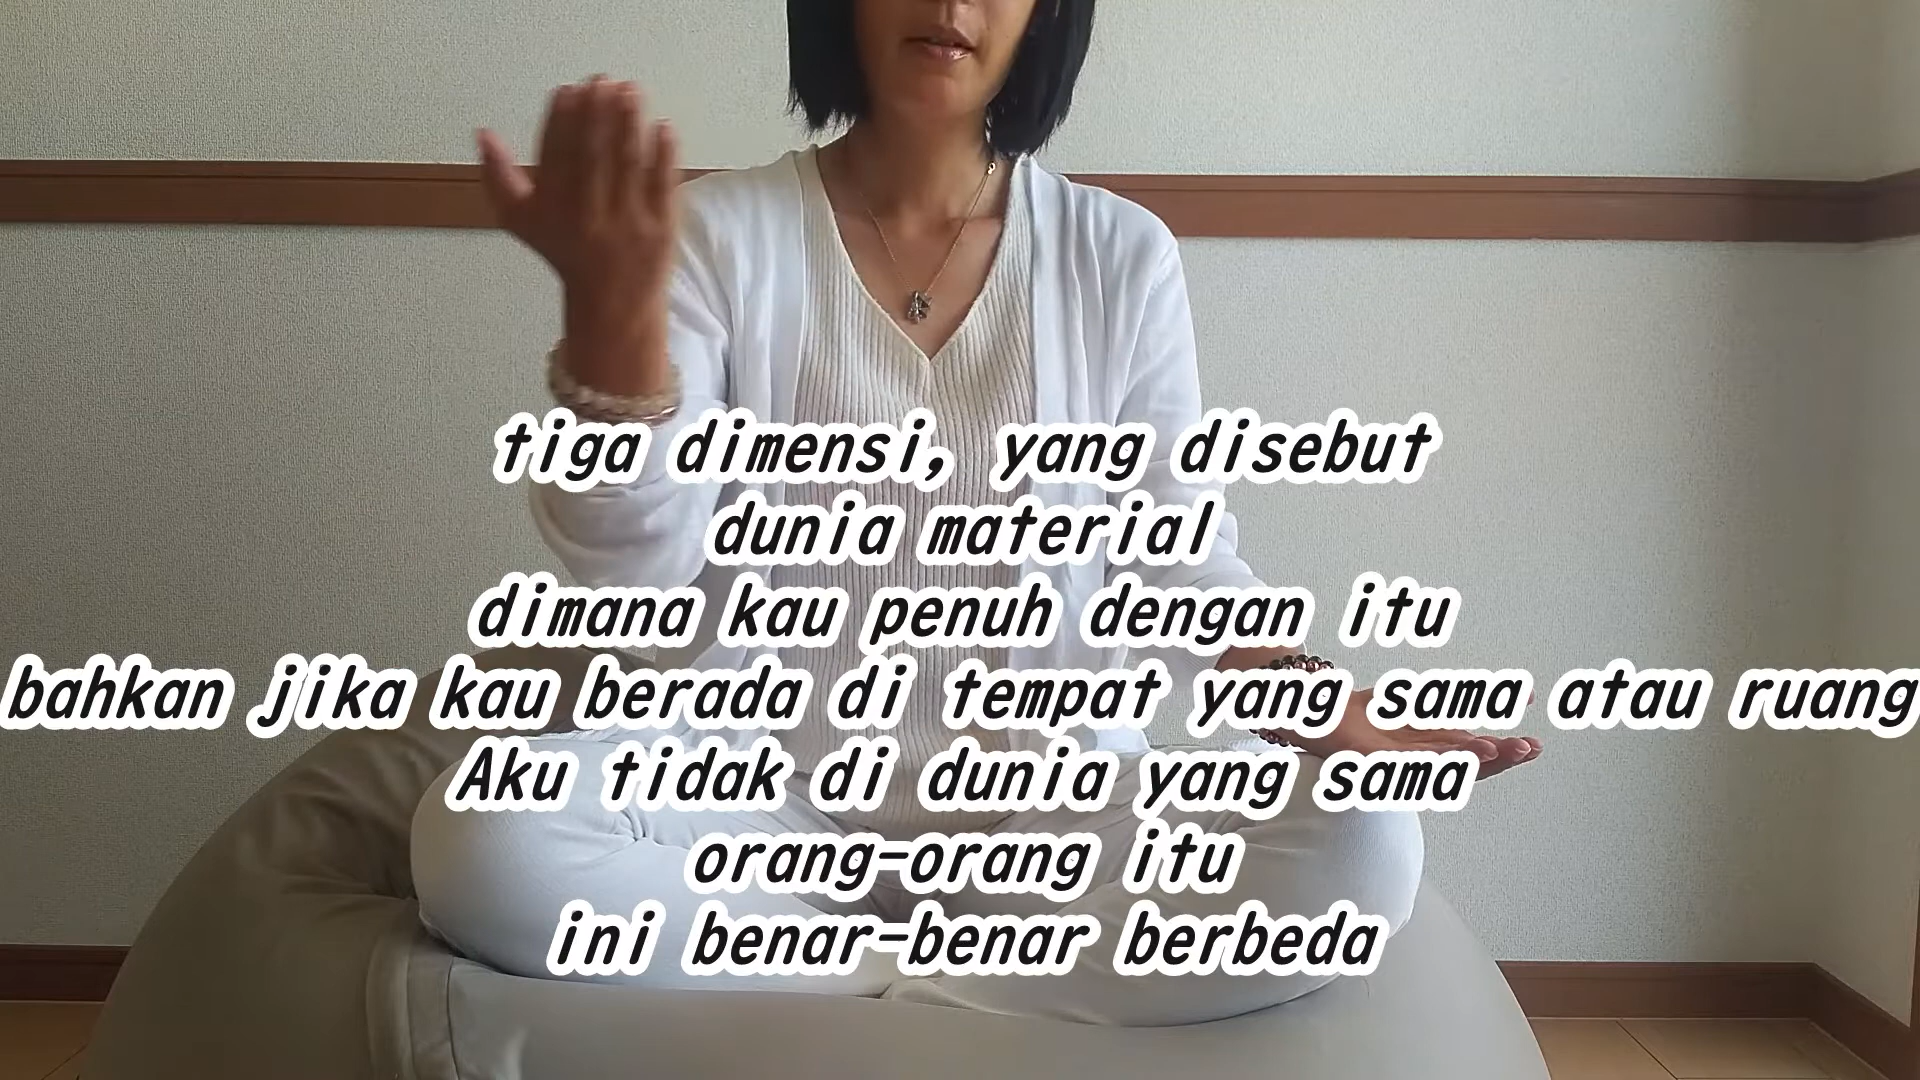 tiga dimensi, yang disebut
dunia material
dimana kau penuh dengan itu
bahkan jika kau berada di tempat yang sama atau ruang
Aku tidak di dunia yang sama
orang-orang itu
ini benar-benar berbeda